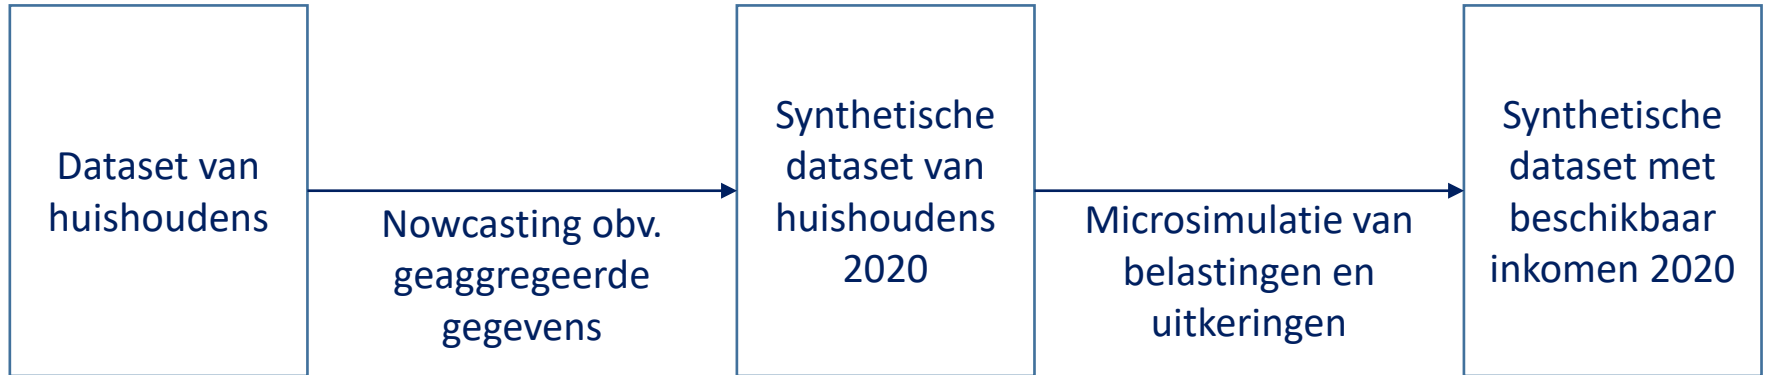 Dataset van
huishoudens
Nowcasting obv.
geaggregeerde
gegevens
Synthetische
dataset van
huishoudens
2020
Microsimulatie van
belastingen en
uitkeringen
Synthetische
dataset met
beschikbaar
inkomen 2020